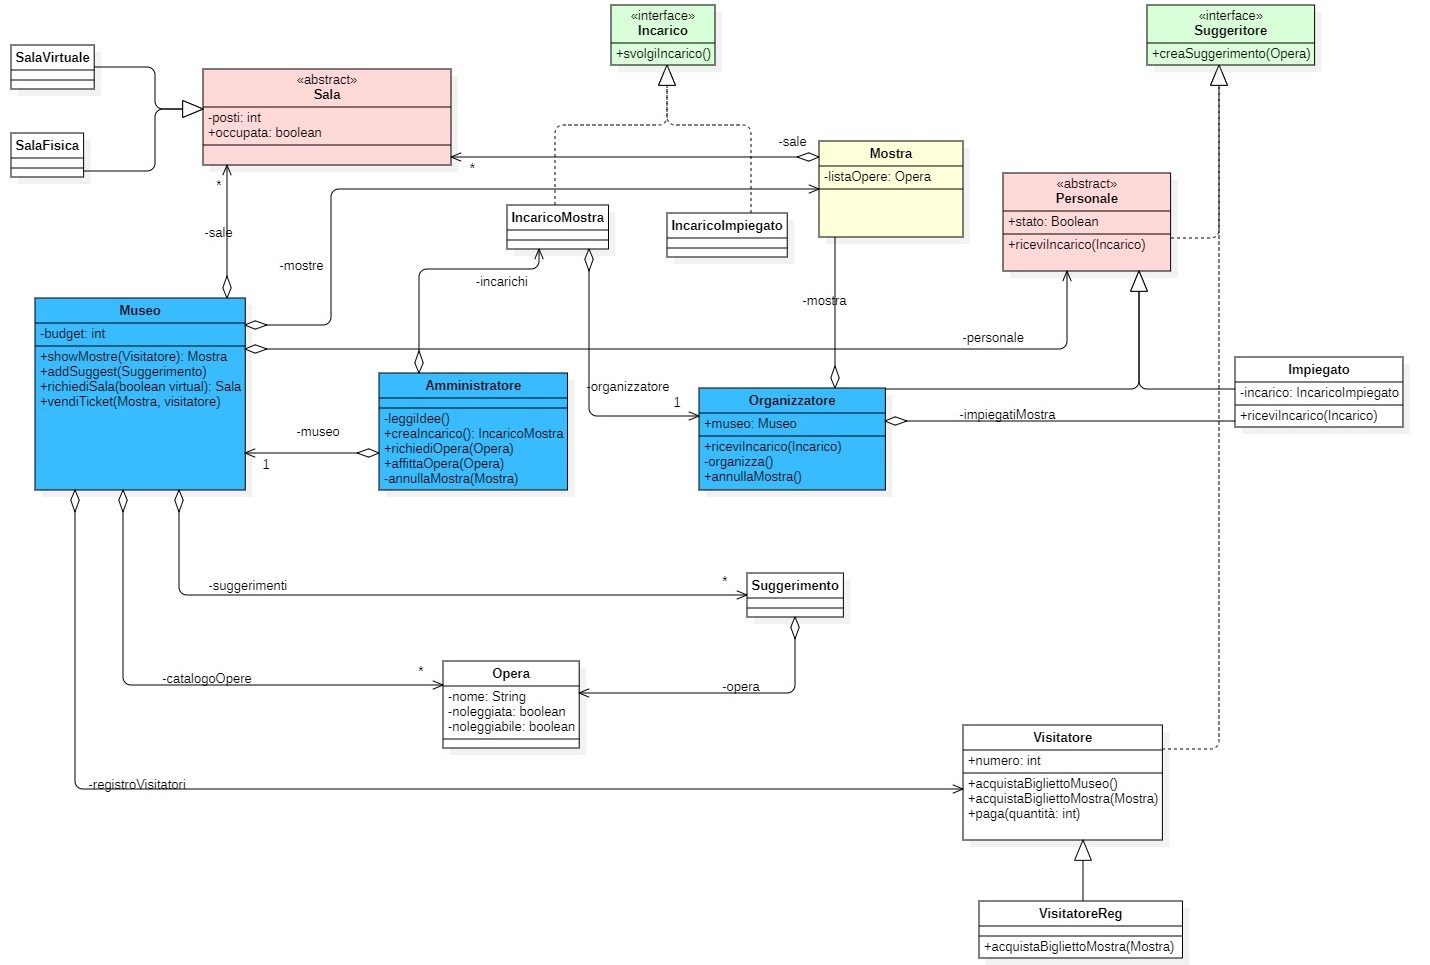 «interface»
Incarico
+svolgiIncarico()
«interface»
Suggeritore
+creaSuggerimento(Opera)
SalaVirtuale
SalaFisica
«abstract»
Sala
-posti: int
+occupata: boolean
*
-sale
*
-sale
Mostra
-listaOpere: Opera
«abstract»
Personale
+stato: Boolean
+riceviIncarico(Incarico)
IncaricoMostra
IncaricoImpiegato
-mostre
-incarichi
-mostra
-personale
Museo
-budget: int
+showMostre(Visitatore): Mostra
+addSuggest(Suggerimento)
+richiediSala(boolean virtual): Sala
+vendiTicket(Mostra, visitatore)
-museo
1
Amministratore
-leggiIdee()
+creaIncarico(): IncaricoMostra
+richiediOpera(Opera)
+affittaOpera(Opera)
-annullaMostra(Mostra)
-organizzatore
1
Organizzatore
+museo: Museo
+riceviIncarico(Incarico)
-organizza()
+annullaMostra()
-impiegatiMostra
Impiegato
-incarico: IncaricoImpiegato
+riceviIncarico(Incarico)
-suggerimenti
*
Suggerimento
-catalogoOpere
*
Opera
-nome: String
-noleggiata: boolean
-noleggiabile: boolean
-opera
-registroVisitatori
Visitatore
+numero: int
+acquistaBigliettoMuseo()
+acquistaBigliettoMostra(Mostra)
+paga(quantità: int)
VisitatoreReg
+acquistaBigliettoMostra(Mostra)